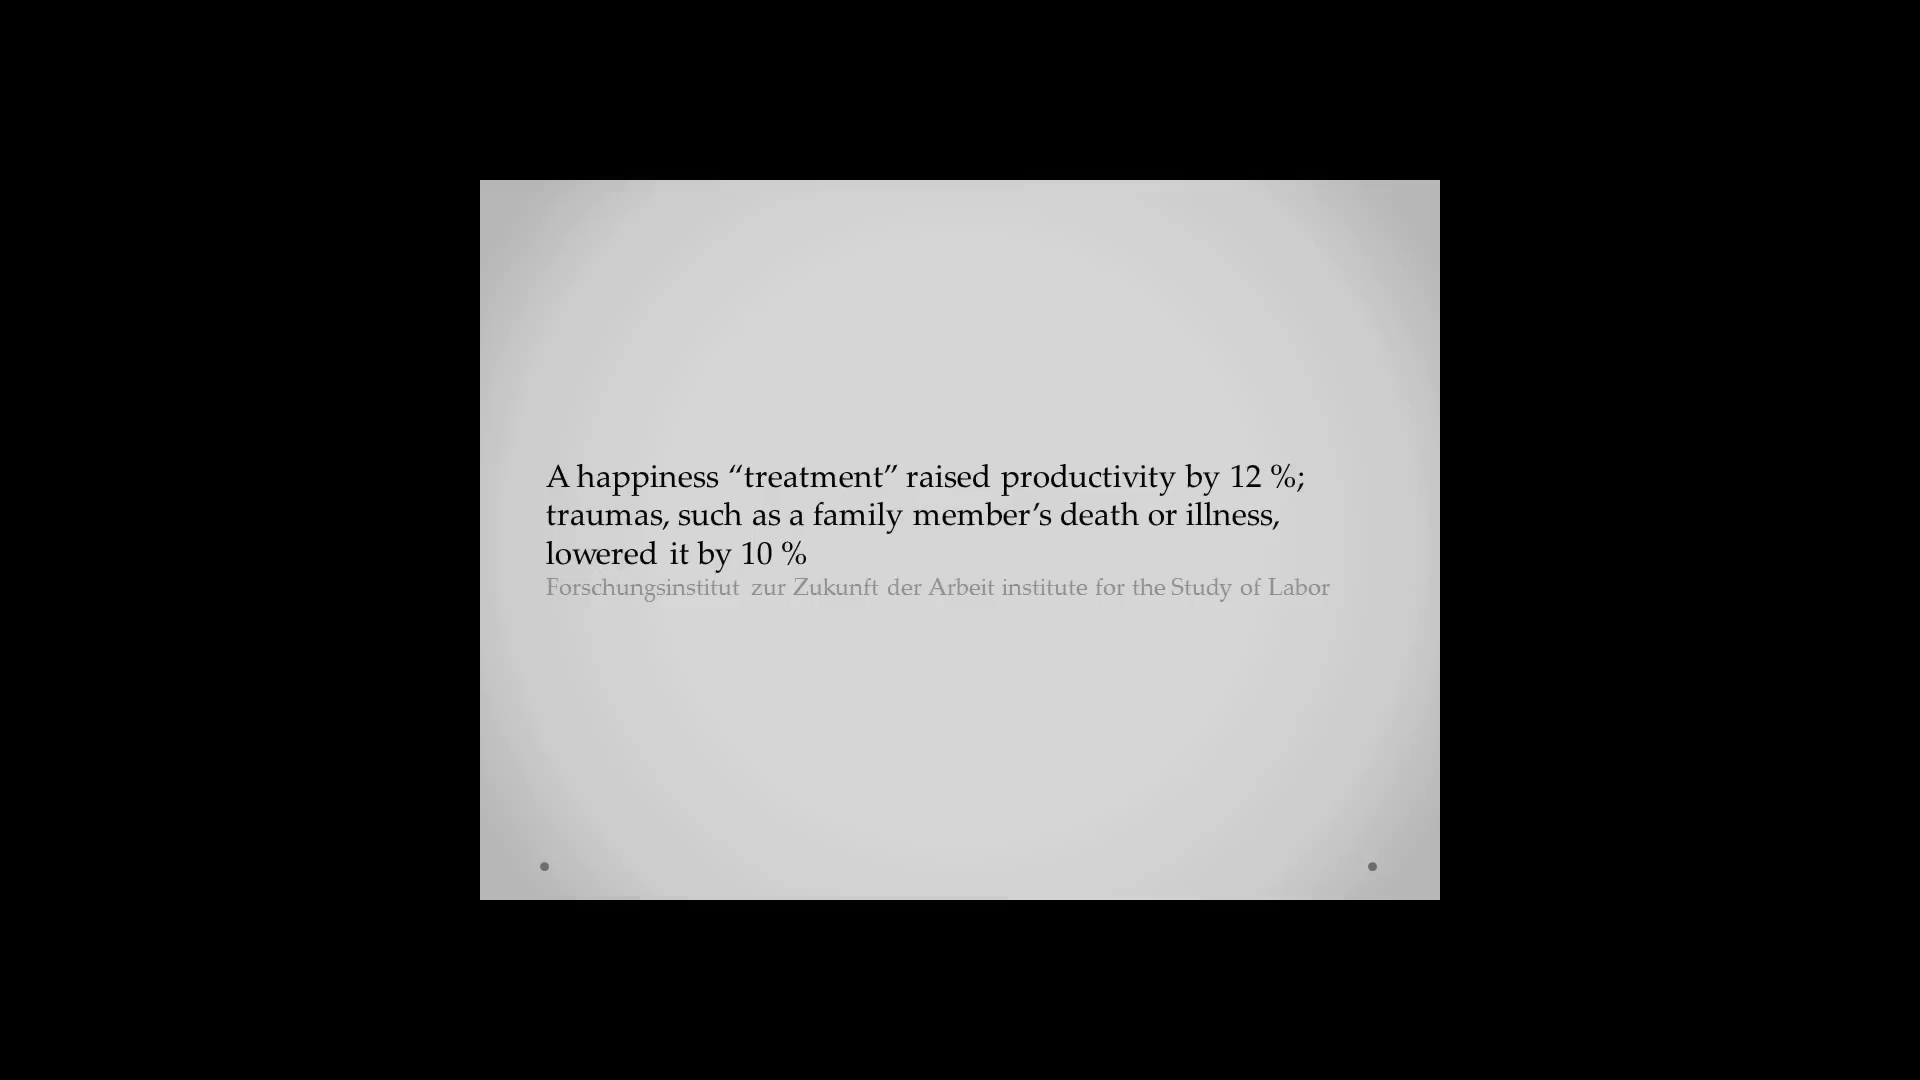 A happiness “treatment” raised productivity by 12 %;
traumas, such as a family member’s death or illness,
lowered it by 10 %
Forschungsinstitut zur Zukunft der Arbeit institute for the Study of Labor